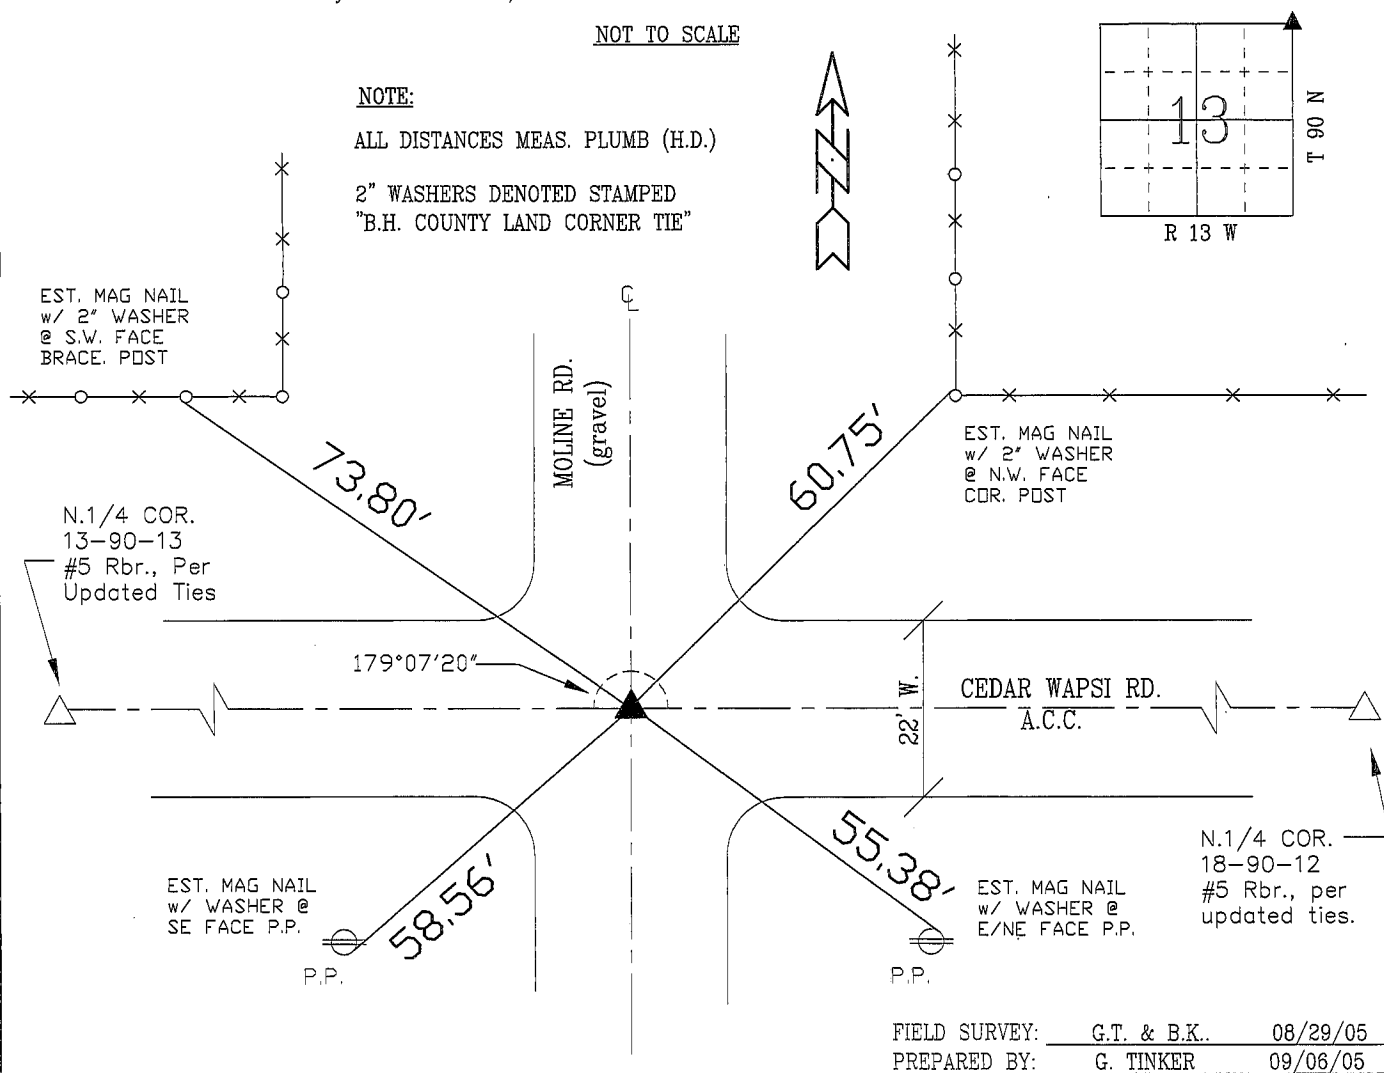 NOT TO SCALE
NOTE:
ALL DISTANCES MEAS. PLUMB (H.D.)
2" WASHERS DENOTED STAMPED
"B.H. COUNTY LAND CORNER TIE"
N
13
T 90 N
R 13 W
EST. MAG NAIL
w/ 2" WASHER
@ S.W. FACE
BRACE. POST
℄
MOLINE RD.
(gravel)
73.80'
60.75'
EST. MAG NAIL
w/ 2" WASHER
@ N.W. FACE
COR. POST
N.1/4 COR.
13-90-13
#5 Rbr., Per
Updated Ties
179°07'20"
22' W.
CEDAR WAPSI RD.
A.C.C.
58.56'
55.38'
EST. MAG NAIL
w/ WASHER @
SE FACE P.P.
P.P.
EST. MAG NAIL
w/ WASHER @
E/NE FACE P.P.
P.P.
N.1/4 COR.
18-90-12
#5 Rbr., per
updated ties.
FIELD SURVEY: G.T. & B.K.. 08/29/05
PREPARED BY: G. TINKER 09/06/05